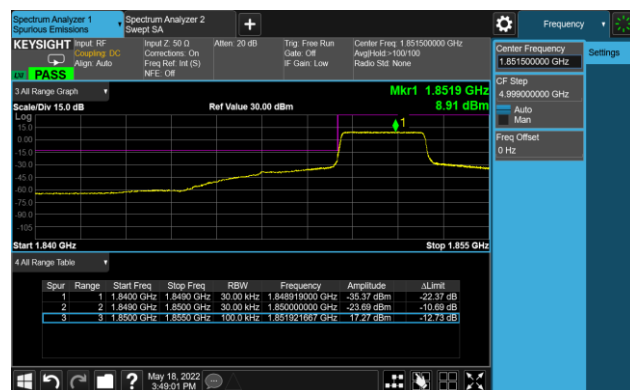 Spectrum Analyzer 1
Spurious Emissions
Spectrum Analyzer 2
Swept SA
Frequency
KEYSIGHT
Input: RF
Coupling: DC
Align: Auto
Input Z: 50 Ω
Corrections: On
Freq Ref: Int (S)
NFE: Off
Atten: 20 dB
Trig: Free Run
Gate: Off
IF Gain: Low
Center Freq: 1.851500000 GHz
Avg|Hold:>100/100
Radio Std: None
PASS
Center Frequency
1.851500000 GHz
Settings
CF Step
4.999000000 GHz
Auto
Man
Freq Offset
0 Hz
3 All Range Graph
Mkr1 1.8519 GHz
Scale/Div 15.0 dB
Ref Value 30.00 dBm
8.91 dBm
Log
15.0
0.00
-15.0
-30.0
-45.0
-60.0
-75.0
-90.0
-105
1
Start 1.840 GHz
Stop 1.855 GHz
4 All Range Table
Spur Range Start Freq Stop Freq RBW Frequency Amplitude ΔLimit
1 1 1.8400 GHz 1.8490 GHz 30.00 kHz 1.848919000 GHz -35.37 dBm -22.37 dB
2 2 1.8490 GHz 1.8500 GHz 30.00 kHz 1.850000000 GHz -23.69 dBm -10.69 dB
3 3 1.8500 GHz 1.8550 GHz 100.0 kHz 1.851921667 GHz 17.27 dBm -12.73 dB
?
May 18, 2022
3:49:01 PM